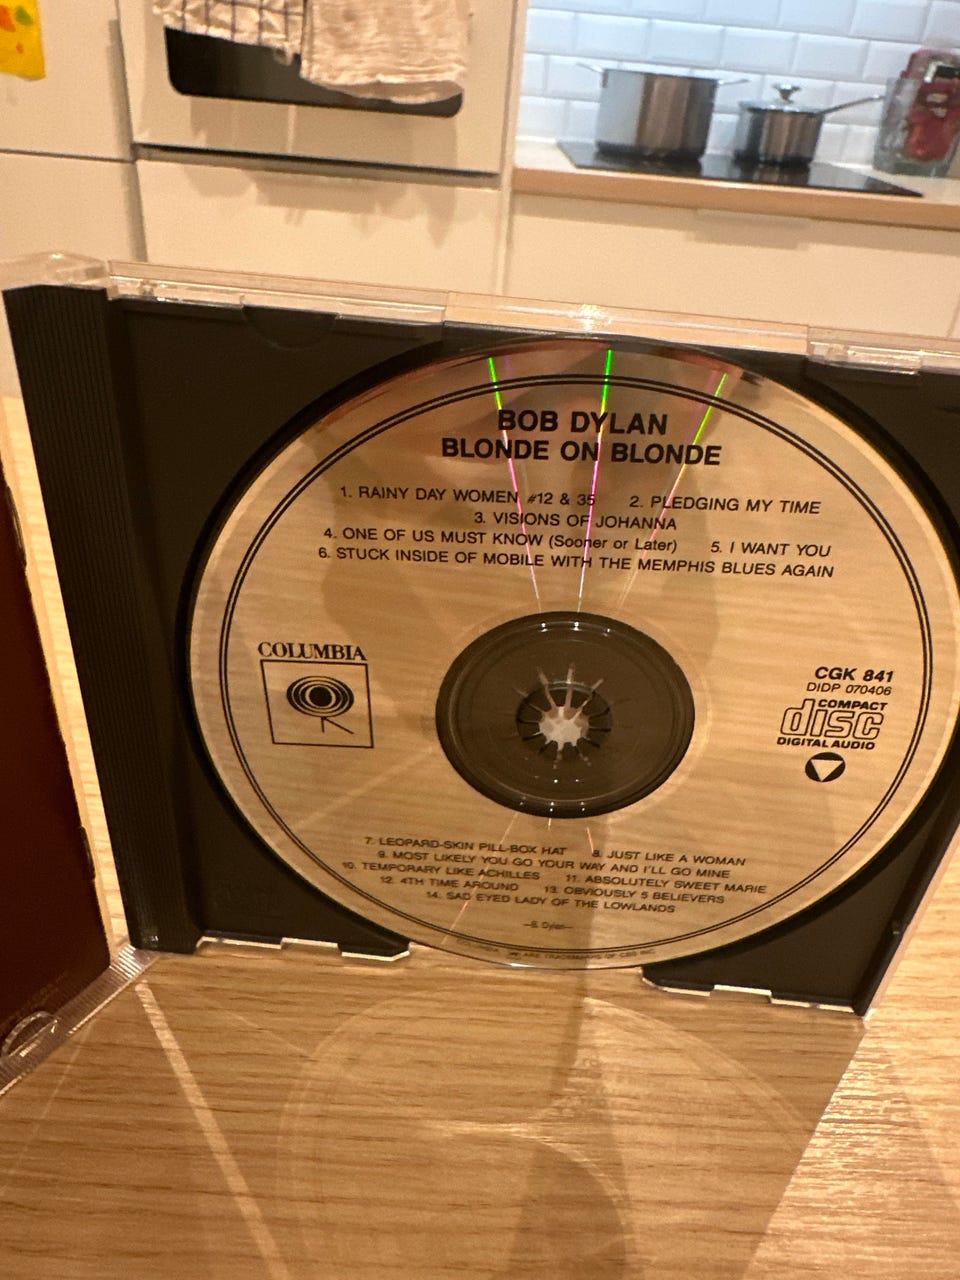 BOB DYLAN
BLONDE ON BLONDE
1. RAINY DAY WOMEN #12 & 35 2. PLEDGING MY TIME
3. VISIONS OF JOHANNA
4. ONE OF US MUST KNOW (Sooner or Later) 5. I WANT YOU
6. STUCK INSIDE OF MOBILE WITH THE MEMPHIS BLUES AGAIN
COLUMBIA
CGK 841
DIDP 070406
COMPACT
disc
DIGITAL AUDIO
7. LEOPARD-SKIN PILL-BOX HAT 8. JUST LIKE A WOMAN
9. MOST LIKELY YOU GO YOUR WAY AND I'LL GO MINE
10. TEMPORARY LIKE ACHILLES 11. ABSOLUTELY SWEET MARIE
12. 4TH TIME AROUND 13. OBVIOUSLY 5 BELIEVERS
14. SAD EYED LADY OF THE LOWLANDS
—B. Dylan—
ARE TRADEMARKS OF CBS INC.